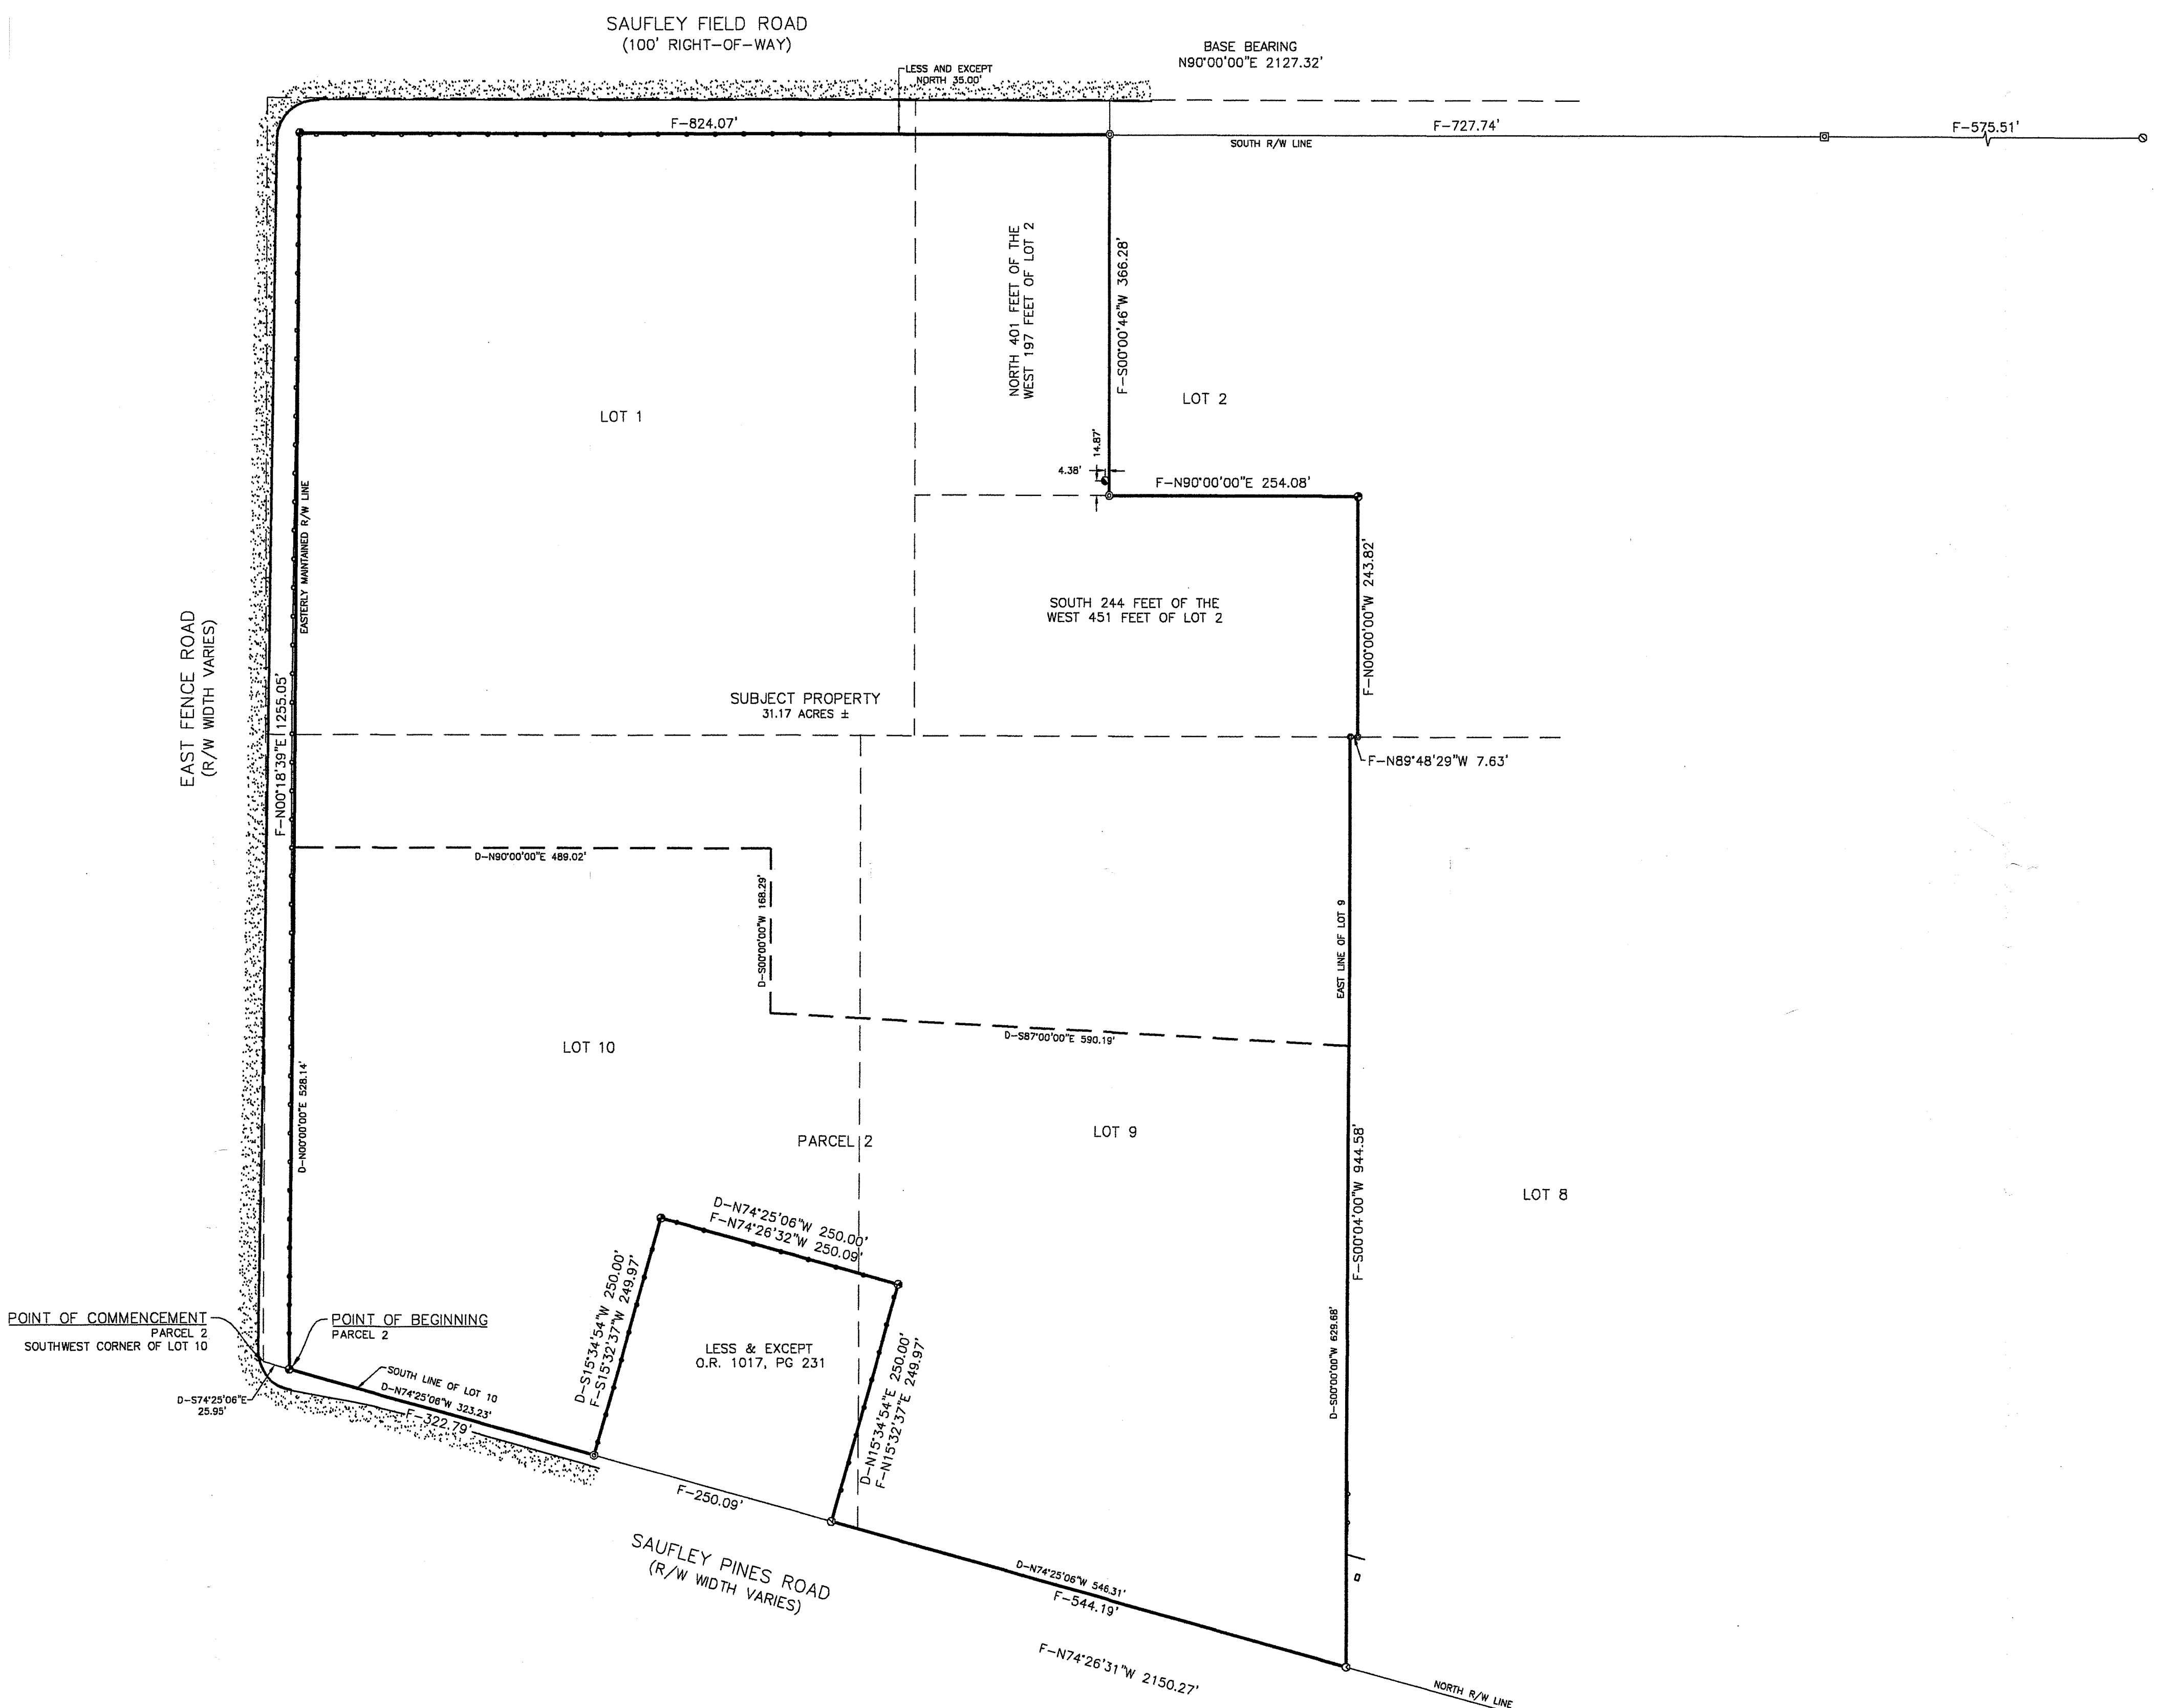 SAUFLEY FIELD ROAD
(100' RIGHT-OF-WAY)
BASE BEARING
N90°00'00"E 2127.32'
LESS AND EXCEPT
NORTH 35.00'
F-824.07'
F-727.74'
F-575.51'
SOUTH R/W LINE
NORTH 401 FEET OF THE
WEST 197 FEET OF LOT 2
F-S00°00'46"W 366.28'
LOT 1
LOT 2
14.87'
4.38'
F-N90°00'00"E 254.08'
EASTERLY MAINTAINED R/W LINE
F-N00°00'00"W 243.82'
SOUTH 244 FEET OF THE
WEST 451 FEET OF LOT 2
EAST FENCE ROAD
(R/W WIDTH VARIES)
F-N00°18'39"E 1255.05'
SUBJECT PROPERTY
31.17 ACRES ±
F-N89°48'29"W 7.63'
D-N90°00'00"E 489.02'
D-S00°00'00"W 168.29'
EAST LINE OF LOT 9
D-S87°00'00"E 590.19'
LOT 10
D-N00°00'00"E 528.14'
PARCEL 2
LOT 9
F-S00°04'00"W 944.58'
LOT 8
D-N74°25'06"W 250.00'
F-N74°26'32"W 250.09'
D-S15°34'54"W 250.00'
F-S15°32'37"W 249.97'
LESS & EXCEPT
O.R. 1017, PG 231
D-N15°34'54"E 250.00'
F-N15°32'37"E 249.97'
D-S00°00'00"W 629.68'
POINT OF COMMENCEMENT
PARCEL 2
SOUTHWEST CORNER OF LOT 10
POINT OF BEGINNING
PARCEL 2
D-S74°25'06"E
25.95'
SOUTH LINE OF LOT 10
D-N74°25'06"W 323.23'
F-322.79'
F-250.09'
SAUFLEY PINES ROAD
(R/W WIDTH VARIES)
D-N74°25'06"W 546.31'
F-544.19'
F-N74°26'31"W 2150.27'
NORTH R/W LINE